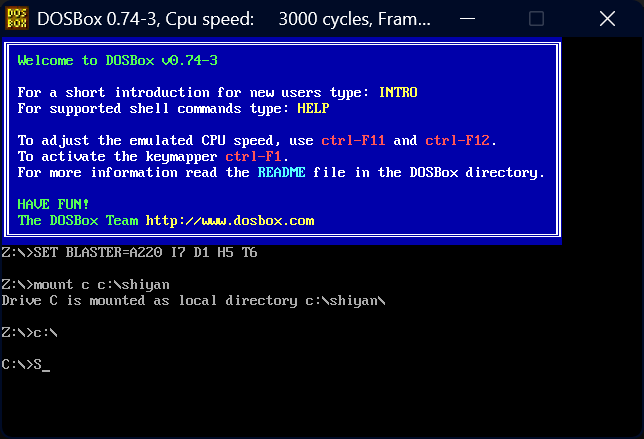 DOS BOX DOSBox 0.74-3, Cpu speed: 3000 cycles, Fram...
Welcome to DOSBox v0.74-3
For a short introduction for new users type: INTRO
For supported shell commands type: HELP
To adjust the emulated CPU speed, use ctrl-F11 and ctrl-F12.
To activate the keymapper ctrl-F1.
For more information read the README file in the DOSBox directory.
HAVE FUN!
The DOSBox Team http://www.dosbox.com
Z:\>SET BLASTER=A220 I7 D1 H5 T6
Z:\>mount c c:\shiyan
Drive C is mounted as local directory c:\shiyan\
Z:\>c:\
C:\>S_